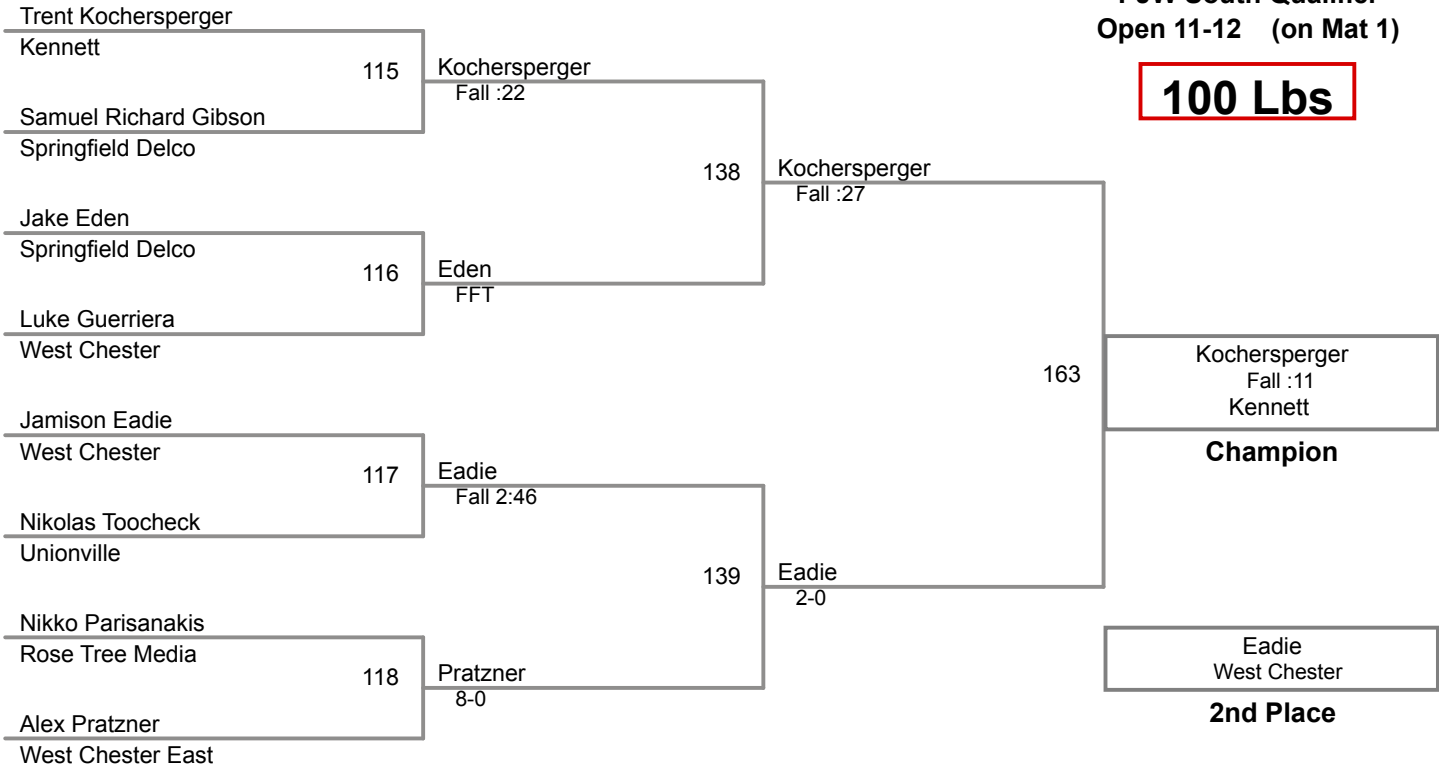 South Qualifier
Open 11-12 (on Mat 1)
100 Lbs
Trent Kochersperger
Kennett
115
Kochersperger
Fall :22
Samuel Richard Gibson
Springfield Delco
138
Kochersperger
Fall :27
Jake Eden
Springfield Delco
116
Eden
FFT
Luke Guerriera
West Chester
163
Kochersperger
Fall :11
Kennett
Champion
Jamison Eadie
West Chester
117
Eadie
Fall 2:46
Nikolas Toocheck
Unionville
139
Eadie
2-0
Nikko Parisanakis
Rose Tree Media
118
Pratzner
8-0
Eadie
West Chester
2nd Place
Alex Pratzner
West Chester East